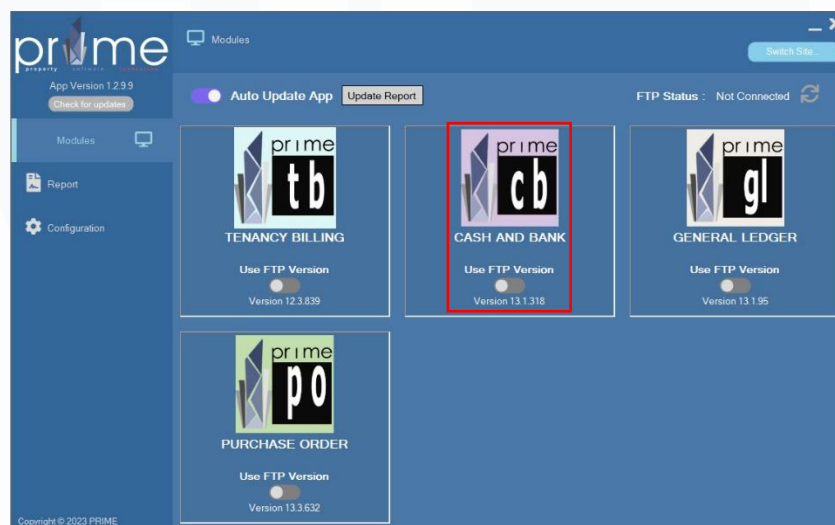 prime
property software innovation
App Version 1.2.9.9
Check for updates
Modules
Report
Configuration
Copyright © 2023 PRIME
Modules
Switch Site...
Auto Update App
Update Report
FTP Status : Not Connected
prime
tb
TENANCY BILLING
Use FTP Version
Version 12.3.839
prime
cb
CASH AND BANK
Use FTP Version
Version 13.1.318
prime
gl
GENERAL LEDGER
Use FTP Version
Version 13.1.95
prime
po
PURCHASE ORDER
Use FTP Version
Version 13.3.632